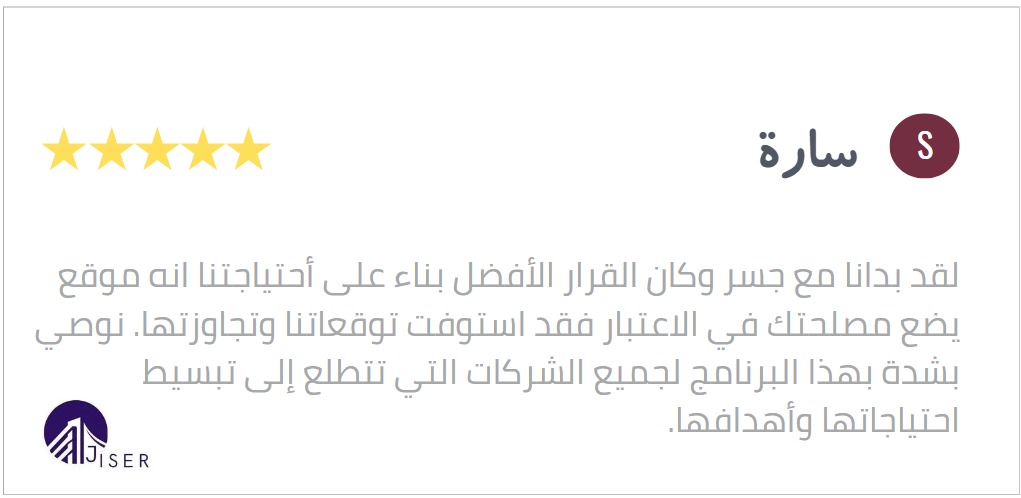 S
سارة
لقد بدانا مع جسر وكان القرار الأفضل بناء على أحتياجتنا انه موقع
يضع مصلحتك في الاعتبار فقد استوفت توقعاتنا وتجاوزتها. نوصي
بشدة بهذا البرنامج لجميع الشركات التي تتطلع إلى تبسيط
احتياجاتها وأهدافها.
JISER